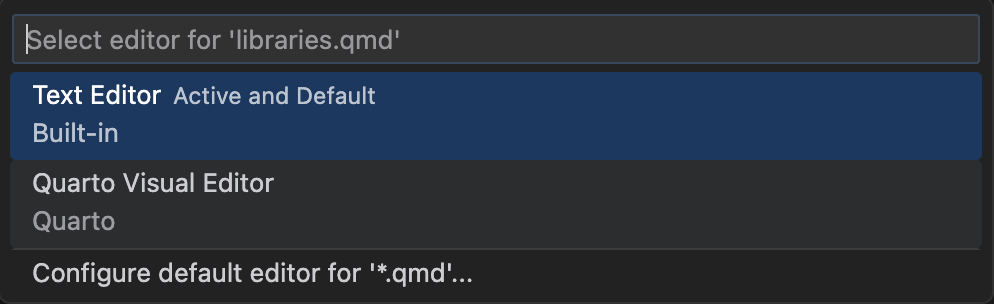 Select editor for 'libraries.qmd'
Text Editor Active and Default
Built-in
Quarto Visual Editor
Quarto
Configure default editor for '*.qmd'...